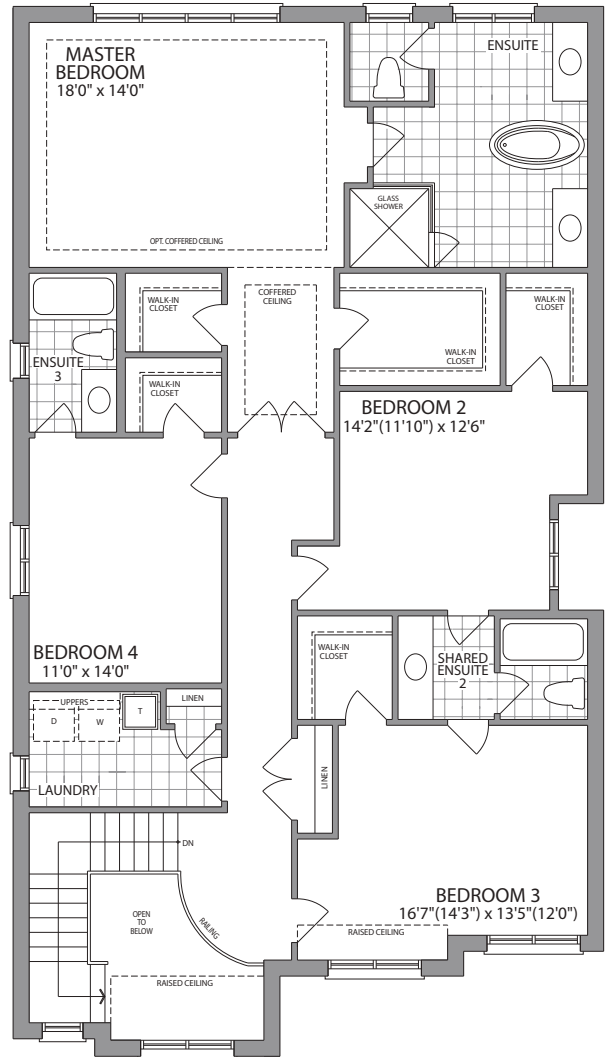 MASTER
BEDROOM
18'0" x 14'0"
OPT. COFFERED CEILING
ENSUITE
GLASS
SHOWER
COFFERED
CEILING
WALK-IN
CLOSET
WALK-IN
CLOSET
WALK-IN
CLOSET
WALK-IN
CLOSET
ENSUITE
3
BEDROOM 2
14'2"(11'10") x 12'6"
BEDROOM 4
11'0" x 14'0"
WALK-IN
CLOSET
SHARED
ENSUITE
2
UPPERS
D
W
T
LINEN
LAUNDRY
LINEN
DN
OPEN
TO
BELOW
RAILING
RAISED CEILING
BEDROOM 3
16'7"(14'3") x 13'5"(12'0")
RAISED CEILING